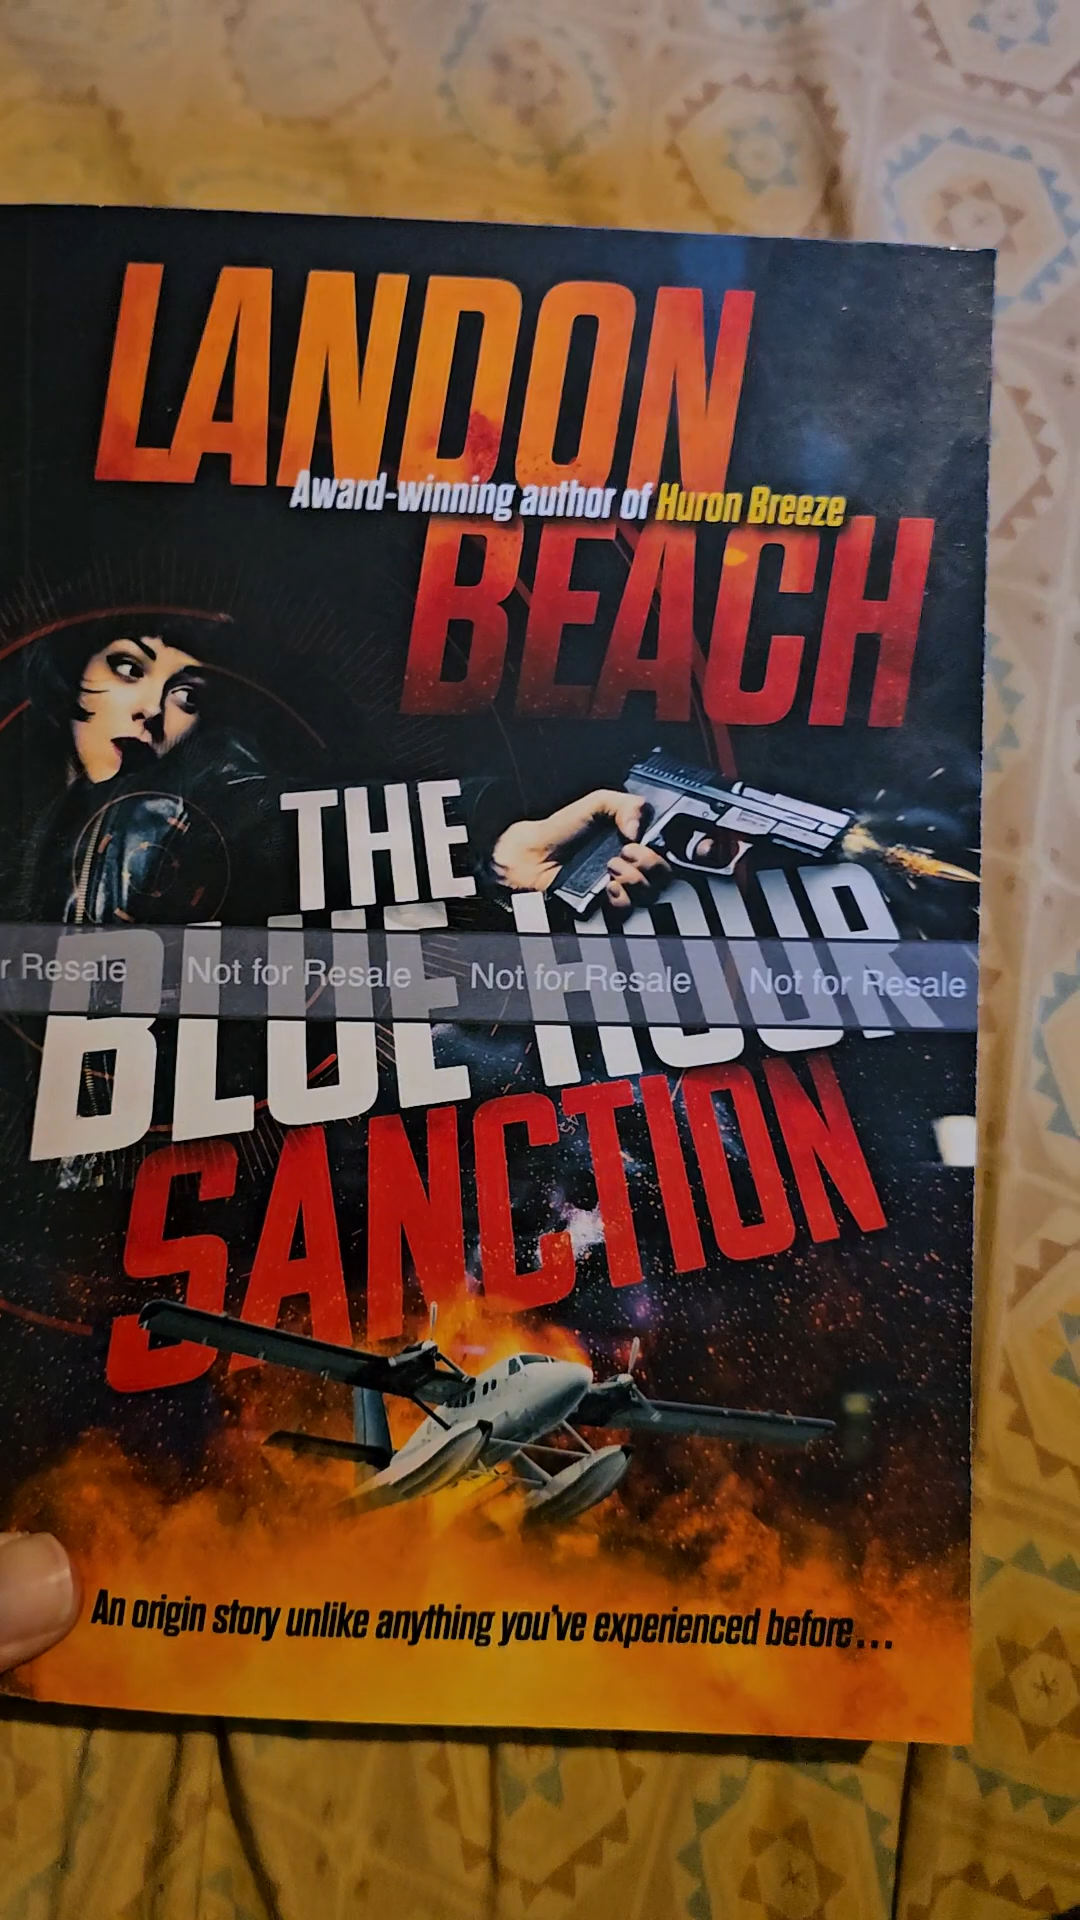 LANDON
Award-winning author of Huron Breeze
BEACH
THE
BLUE HOUR
r Resale Not for Resale Not for Resale Not for Resale
SANCTION
An origin story unlike anything you've experienced before...